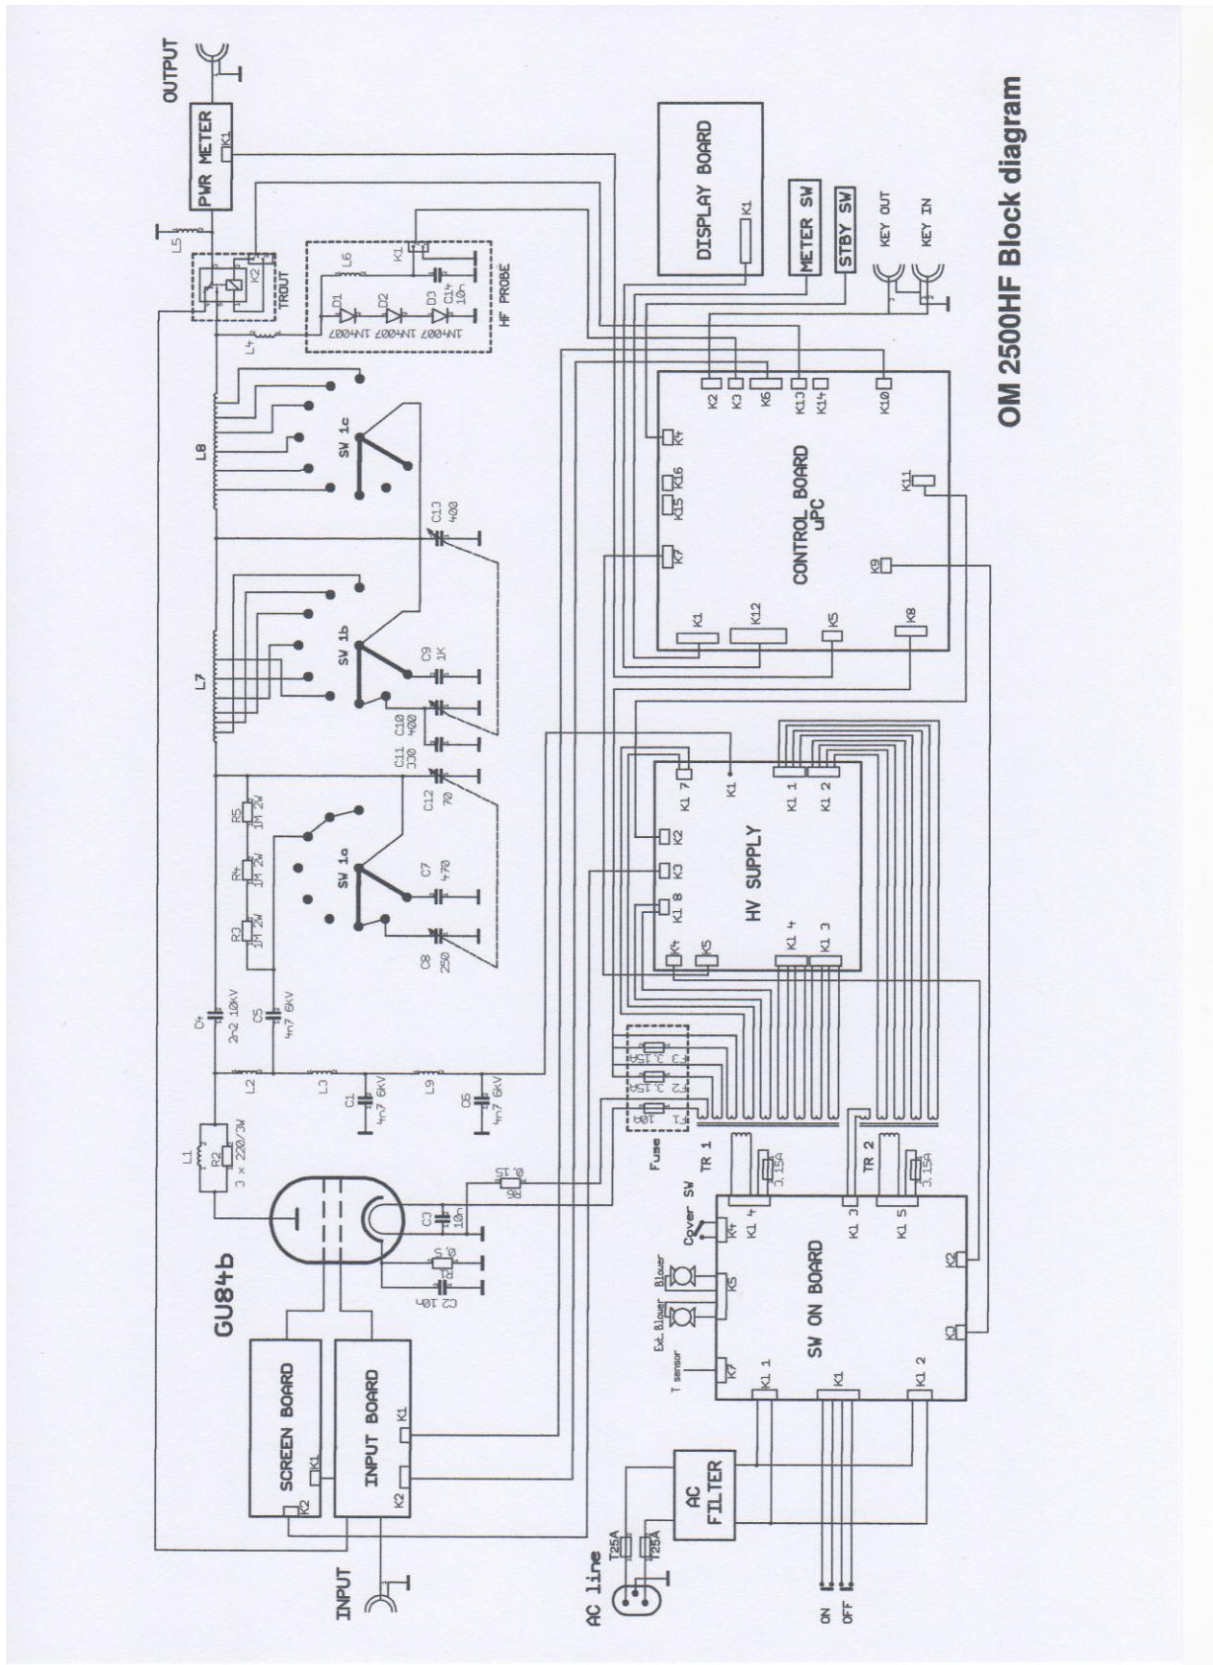 OUTPUT
PWR METER
K1
L5
K2
TROUT
L4
L6
K1
D1
D2
D3
1N4007
1N4007
1N4007
C14
10n
HF PROBE
L8
SW 1c
C13
400
L7
SW 1b
C9
1K
C10
400
C11
330
C12
70
R5
1M 2W
R4
1M 2W
R3
1M 2W
SW 1a
C7
470
C8
250
C4
2n2 10kV
C5
4n7 6kV
L2
L3
L9
C1
4n7 6kV
C6
4n7 6kV
L1
R2
3 x 220/3W
GU84b
C3
10n
R1
C2 10n
SCREEN BOARD
K1
K2
INPUT BOARD
K1
K2
INPUT
DISPLAY BOARD
K1
METER SW
STBY SW
KEY OUT
KEY IN
CONTROL BOARD
uPC
K2
K3
K6
K13
K14
K10
K4
K16
K15
K7
K11
K9
K1
K12
K5
K8
HV SUPPLY
K1 7
K1
K1 1
K1 2
K2
K3
K1 8
K4
K5
K1 4
K1 3
F3 3.15A
F2 3.15A
F1 10A
Fuse
TR 1
TR 2
3.15A
3.15A
SW ON BOARD
Cover SW
K4
K1 4
K1 3
K1 5
Blower
Ext. Blower
K5
T sensor
K7
K2
K3
K1 1
K1
K1 2
AC FILTER
T25A
T25A
AC line
ON
OFF
OM 2500HF Block diagram